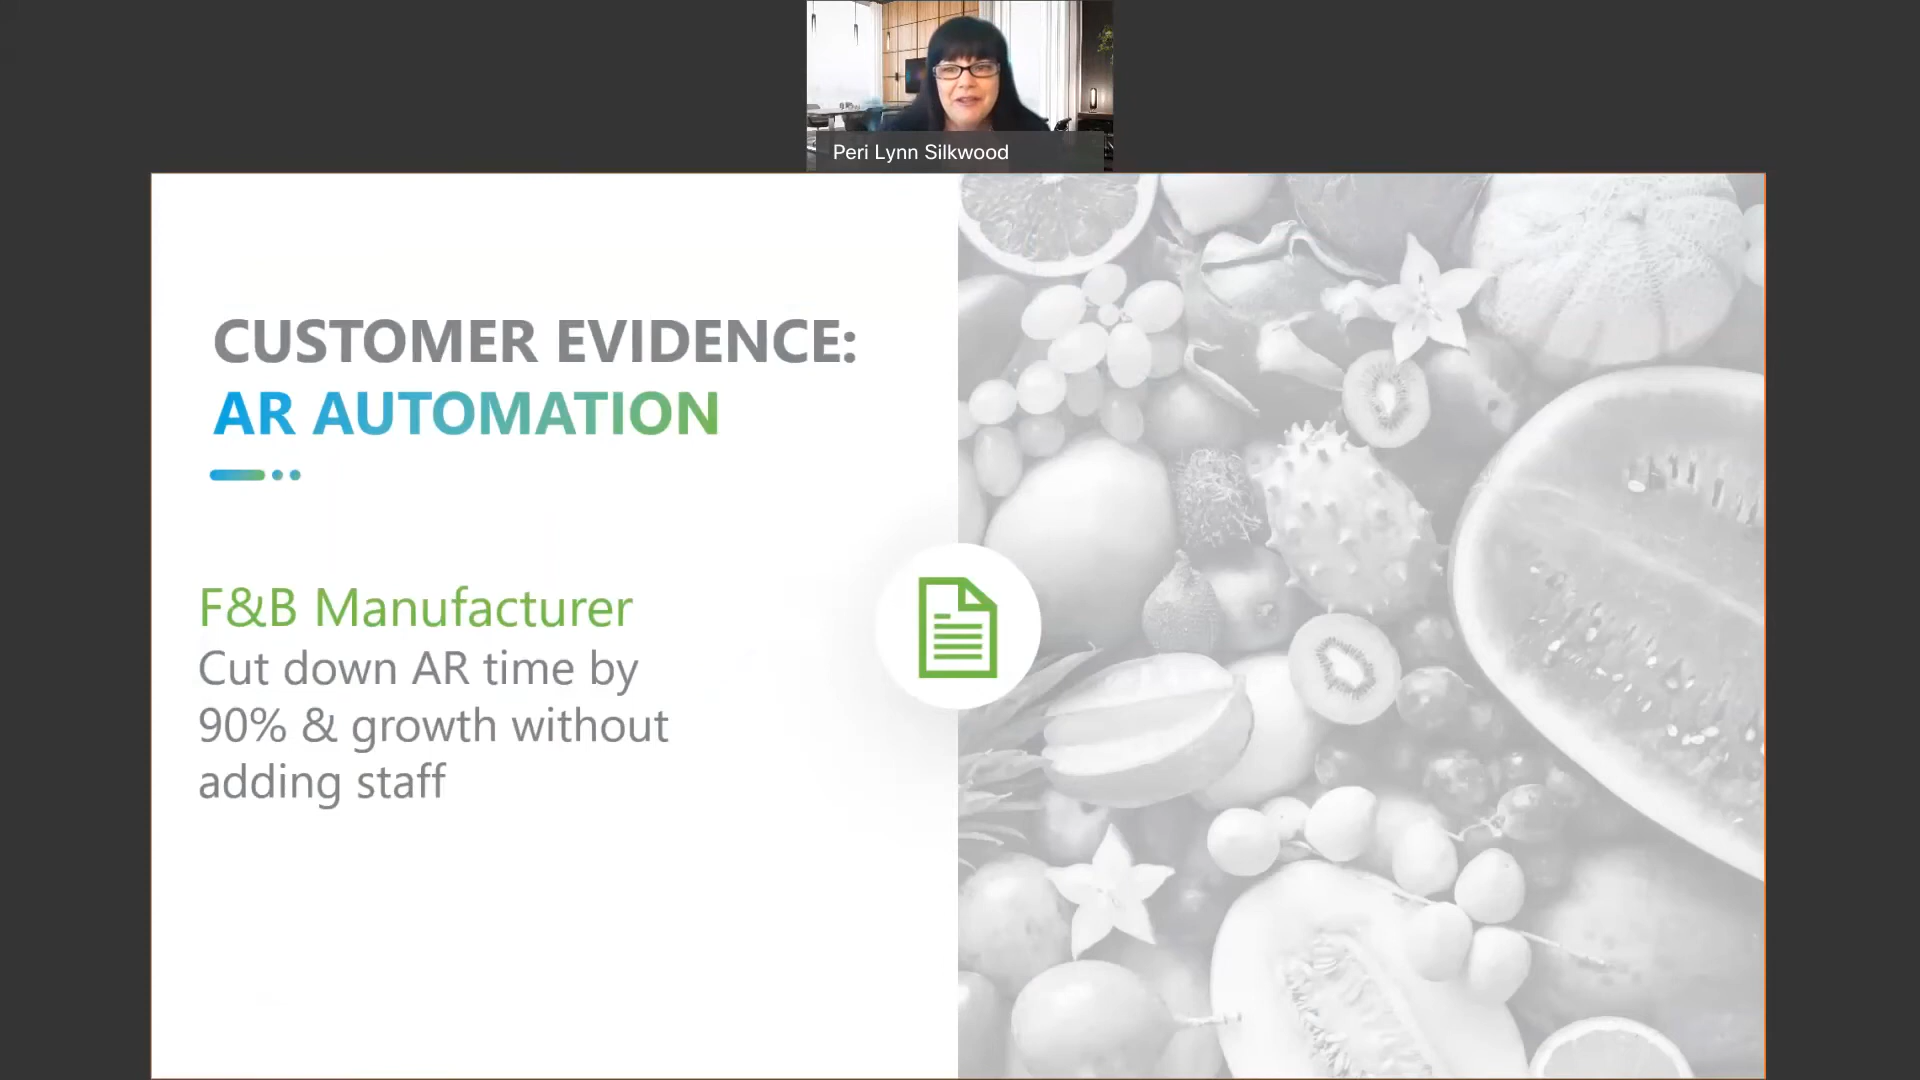 Peri Lynn Silkwood
CUSTOMER EVIDENCE:
AR AUTOMATION
F&B Manufacturer
Cut down AR time by
90% & growth without
adding staff